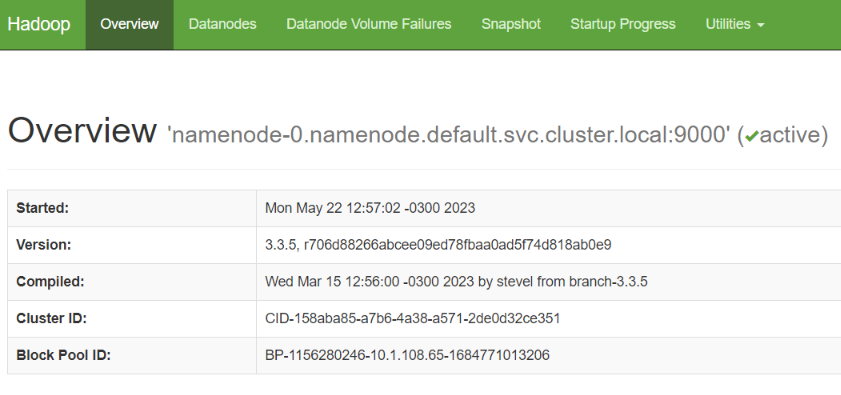 Hadoop Overview Datanodes Datanode Volume Failures Snapshot Startup Progress Utilities
Overview 'namenode-0.namenode.default.svc.cluster.local:9000' (✔active)
Started: Mon May 22 12:57:02 -0300 2023
Version: 3.3.5, r706d88266abcee09ed78fbaa0ad5f74d818ab0e9
Compiled: Wed Mar 15 12:56:00 -0300 2023 by stevel from branch-3.3.5
Cluster ID: CID-158aba85-a7b6-4a38-a571-2de0d32ce351
Block Pool ID: BP-1156280246-10.1.108.65-1684771013206